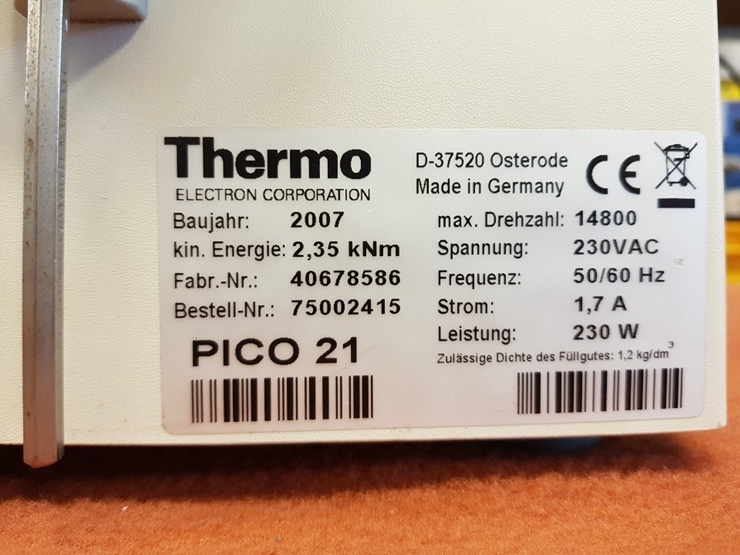 Thermo
ELECTRON CORPORATION
D-37520 Osterode
Made in Germany
CE
Baujahr: 2007
kin. Energie: 2,35 kNm
Fabr.-Nr.: 40678586
Bestell-Nr.: 75002415
PICO 21
max. Drehzahl: 14800
Spannung: 230VAC
Frequenz: 50/60 Hz
Strom: 1,7 A
Leistung: 230 W
Zulässige Dichte des Füllgutes: 1,2 kg/dm³